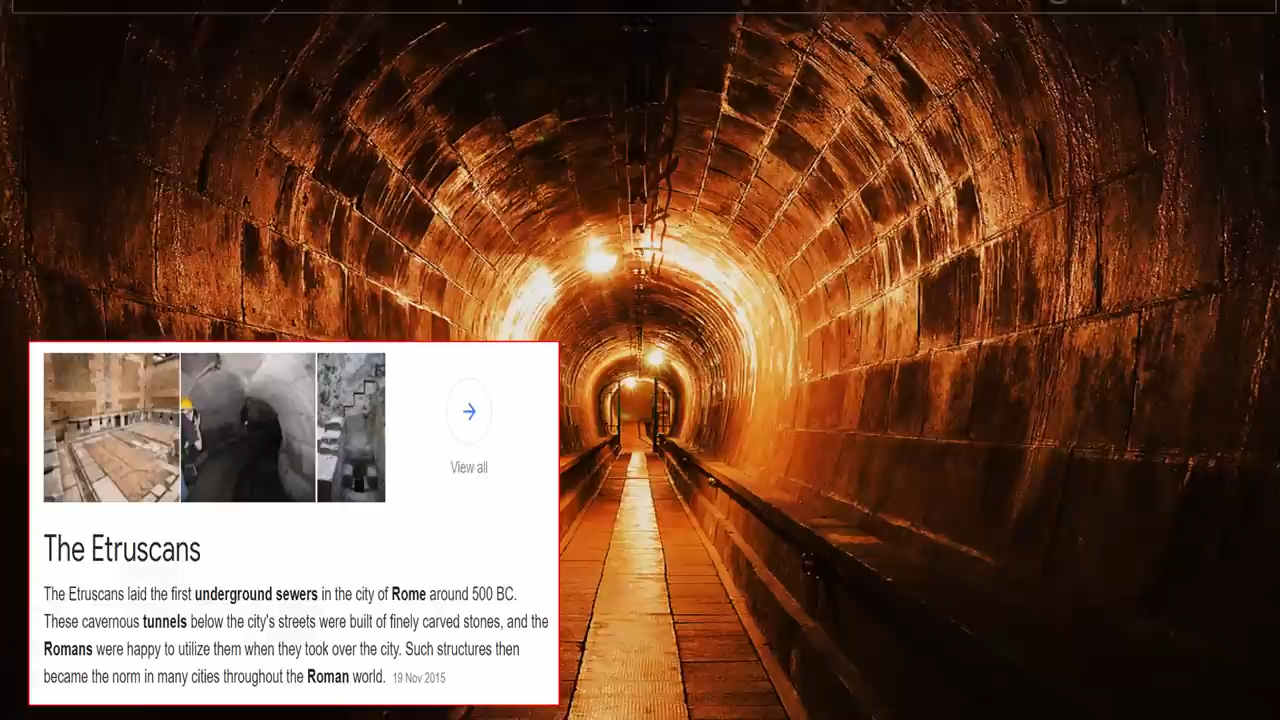 View all
The Etruscans
The Etruscans laid the first underground sewers in the city of Rome around 500 BC.
These cavernous tunnels below the city's streets were built of finely carved stones, and the
Romans were happy to utilize them when they took over the city. Such structures then
became the norm in many cities throughout the Roman world. 19 Nov 2015